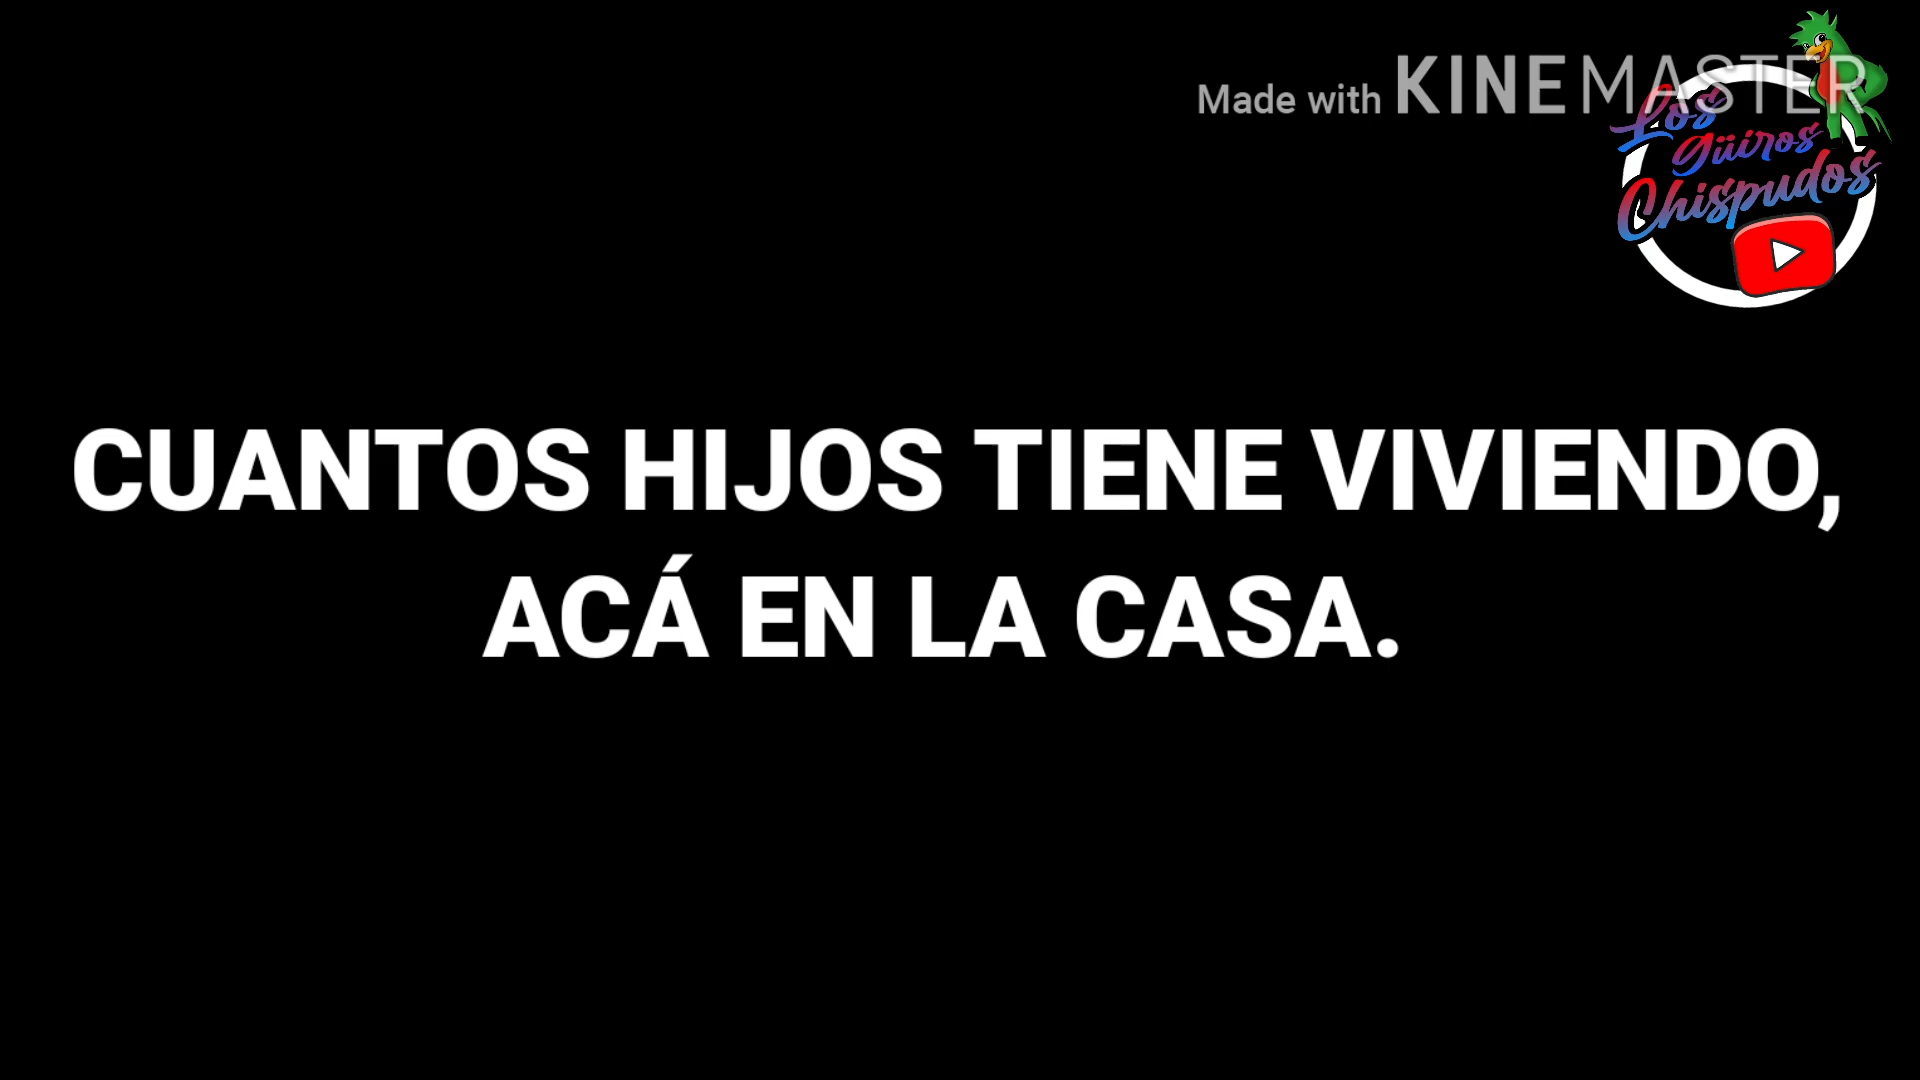 Made with KINEMASTER
Los
güiros
Chispudos
CUANTOS HIJOS TIENE VIVIENDO,
ACÁ EN LA CASA.